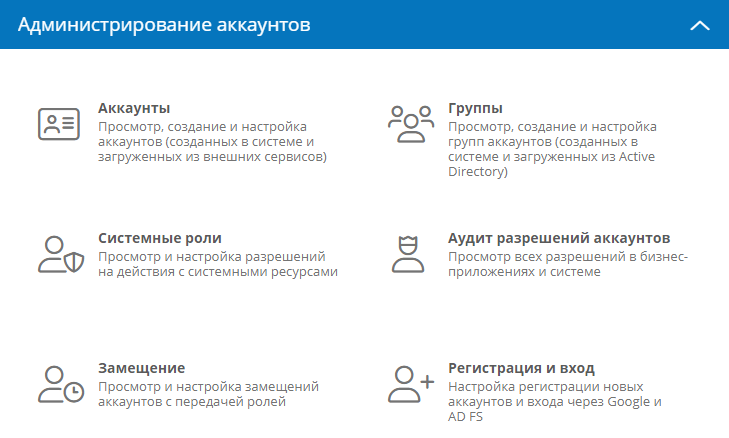 Администрирование аккаунтов
Аккаунты
Просмотр, создание и настройка
аккаунтов (созданных в системе и
загруженных из внешних сервисов)
Группы
Просмотр, создание и настройка
групп аккаунтов (созданных в
системе и загруженных из Active
Directory)
Системные роли
Просмотр и настройка разрешений
на действия с системными ресурсами
Аудит разрешений аккаунтов
Просмотр всех разрешений в бизнес-
приложениях и системе
Замещение
Просмотр и настройка замещений
аккаунтов с передачей ролей
Регистрация и вход
Настройка регистрации новых
аккаунтов и входа через Google и
AD FS